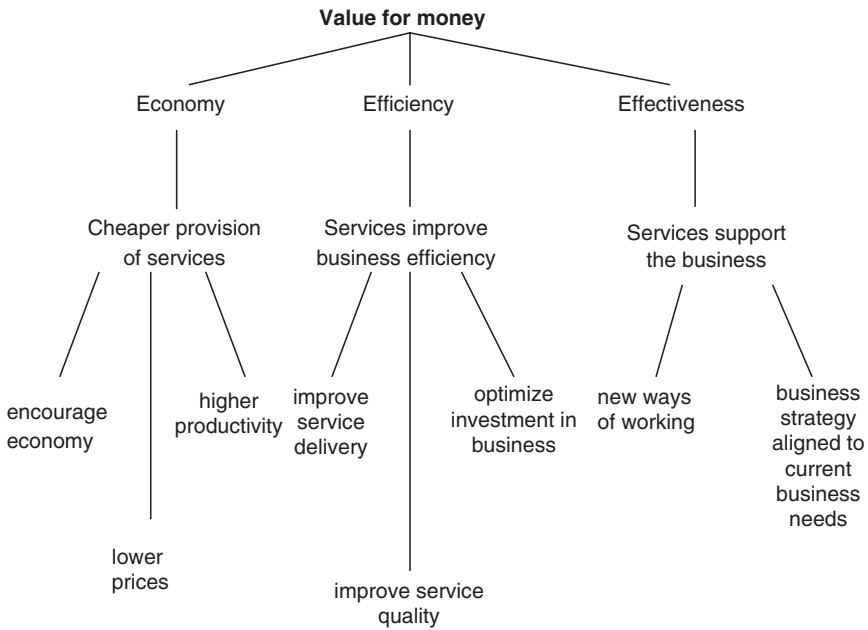 Value for money
Economy
Efficiency
Effectiveness
Cheaper provision
of services
Services improve
business efficiency
Services support
the business
encourage
economy
lower
prices
higher
productivity
improve
service
delivery
improve service
quality
optimize
investment in
business
new ways
of working
business
strategy
aligned to
current
business
needs